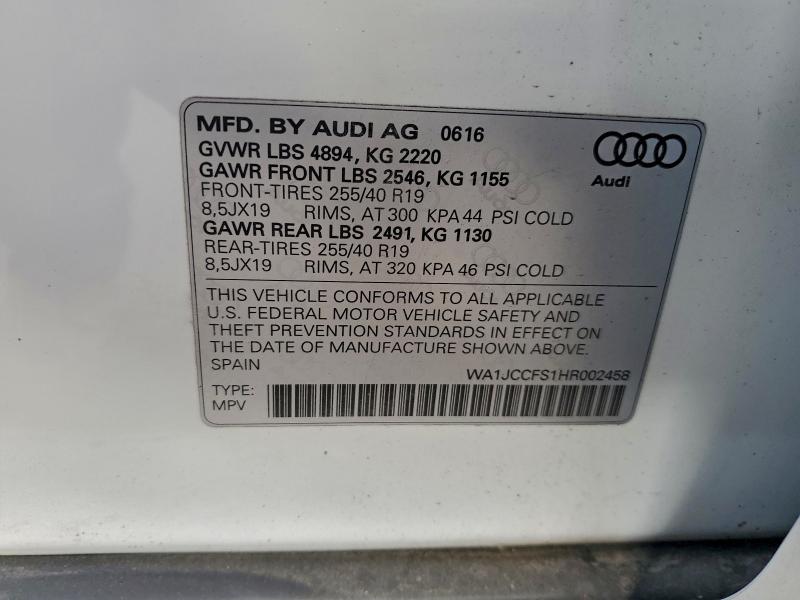 MFD. BY AUDI AG 0616
GVWR LBS 4894, KG 2220
GAWR FRONT LBS 2546, KG 1155
FRONT-TIRES 255/40 R19
8,5JX19 RIMS, AT 300 KPA 44 PSI COLD
GAWR REAR LBS 2491, KG 1130
REAR-TIRES 255/40 R19
8,5JX19 RIMS, AT 320 KPA 46 PSI COLD
Audi
THIS VEHICLE CONFORMS TO ALL APPLICABLE
U.S. FEDERAL MOTOR VEHICLE SAFETY AND
THEFT PREVENTION STANDARDS IN EFFECT ON
THE DATE OF MANUFACTURE SHOWN ABOVE.
SPAIN WA1JCCFS1HR002458
TYPE:
MPV